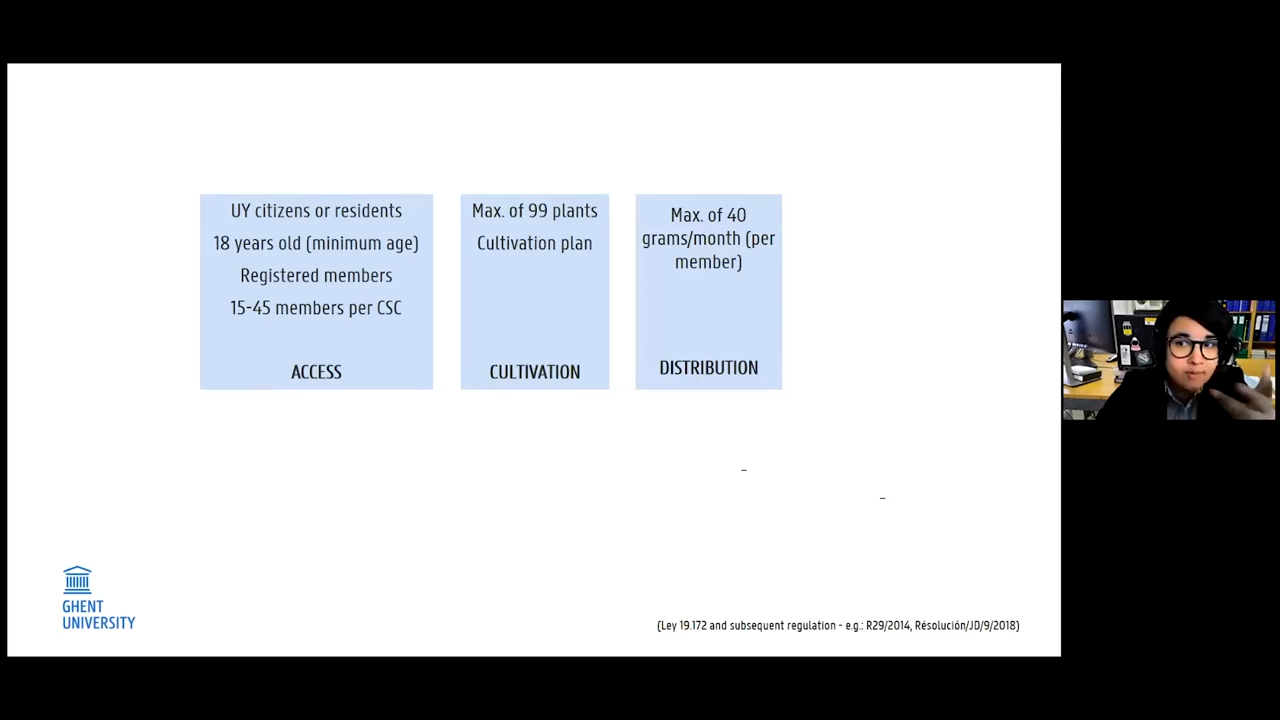 UY citizens or residents
18 years old (minimum age)
Registered members
15-45 members per CSC
ACCESS
Max. of 99 plants
Cultivation plan
CULTIVATION
Max. of 40
grams/month (per
member)
DISTRIBUTION
GHENT
UNIVERSITY
(Ley 19.172 and subsequent regulation - e.g.: R29/2014, Résolución/JD/9/2018)